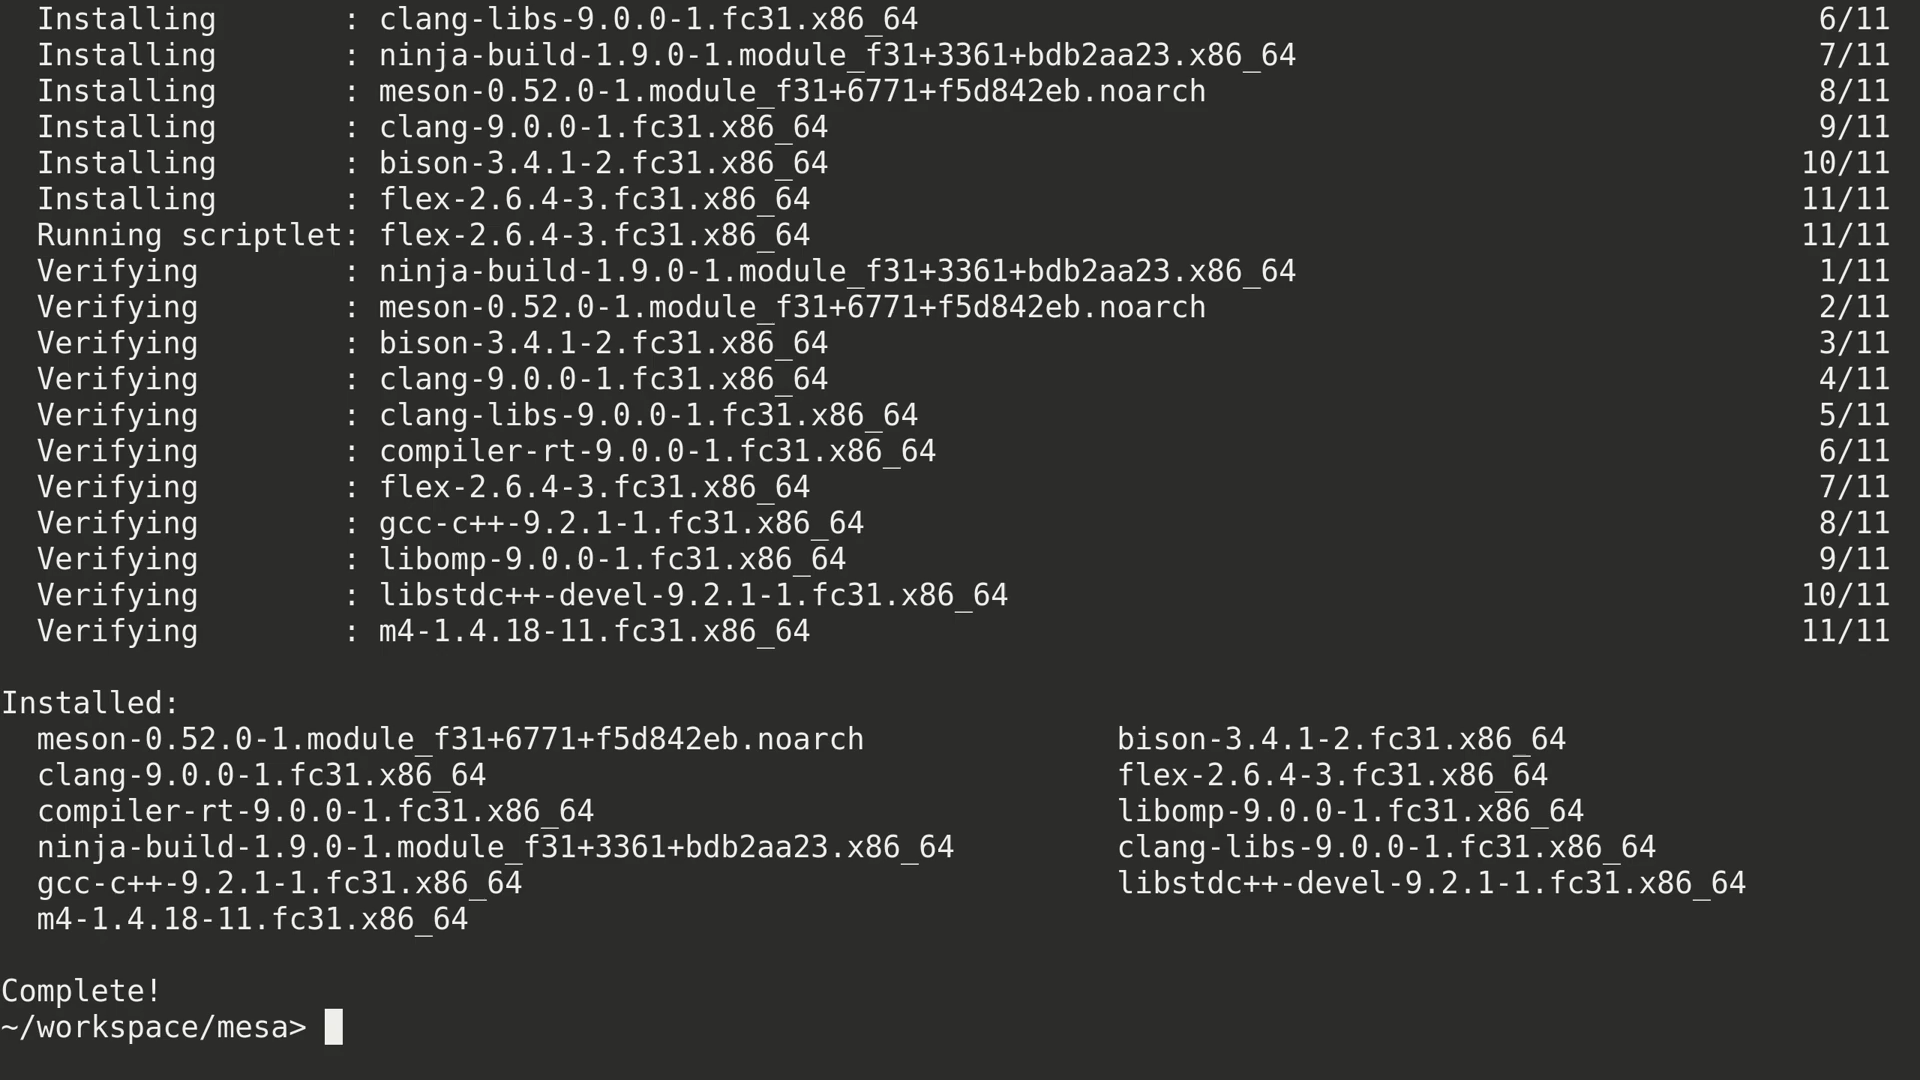 Installing       : clang-libs-9.0.0-1.fc31.x86_64 6/11
Installing       : ninja-build-1.9.0-1.module_f31+3361+bdb2aa23.x86_64 7/11
Installing       : meson-0.52.0-1.module_f31+6771+f5d842eb.noarch 8/11
Installing       : clang-9.0.0-1.fc31.x86_64 9/11
Installing       : bison-3.4.1-2.fc31.x86_64 10/11
Installing       : flex-2.6.4-3.fc31.x86_64 11/11
Running scriptlet: flex-2.6.4-3.fc31.x86_64 11/11
Verifying        : ninja-build-1.9.0-1.module_f31+3361+bdb2aa23.x86_64 1/11
Verifying        : meson-0.52.0-1.module_f31+6771+f5d842eb.noarch 2/11
Verifying        : bison-3.4.1-2.fc31.x86_64 3/11
Verifying        : clang-9.0.0-1.fc31.x86_64 4/11
Verifying        : clang-libs-9.0.0-1.fc31.x86_64 5/11
Verifying        : compiler-rt-9.0.0-1.fc31.x86_64 6/11
Verifying        : flex-2.6.4-3.fc31.x86_64 7/11
Verifying        : gcc-c++-9.2.1-1.fc31.x86_64 8/11
Verifying        : libomp-9.0.0-1.fc31.x86_64 9/11
Verifying        : libstdc++-devel-9.2.1-1.fc31.x86_64 10/11
Verifying        : m4-1.4.18-11.fc31.x86_64 11/11
Installed:
meson-0.52.0-1.module_f31+6771+f5d842eb.noarch bison-3.4.1-2.fc31.x86_64
clang-9.0.0-1.fc31.x86_64 flex-2.6.4-3.fc31.x86_64
compiler-rt-9.0.0-1.fc31.x86_64 libomp-9.0.0-1.fc31.x86_64
ninja-build-1.9.0-1.module_f31+3361+bdb2aa23.x86_64 clang-libs-9.0.0-1.fc31.x86_64
gcc-c++-9.2.1-1.fc31.x86_64 libstdc++-devel-9.2.1-1.fc31.x86_64
m4-1.4.18-11.fc31.x86_64
Complete!
~/workspace/mesa>